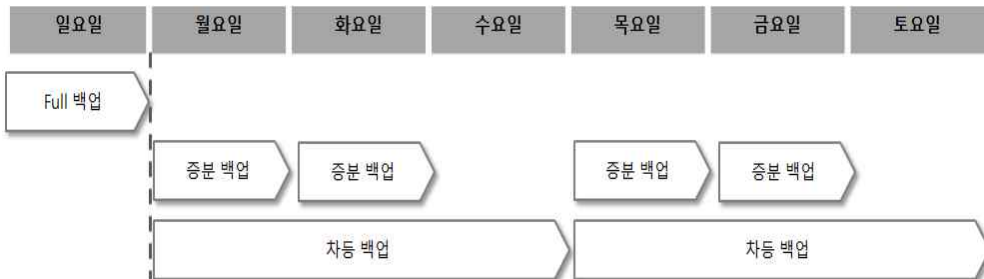 일요일 월요일 화요일 수요일 목요일 금요일 토요일
Full 백업
증분 백업 증분 백업 증분 백업 증분 백업
차등 백업 차등 백업